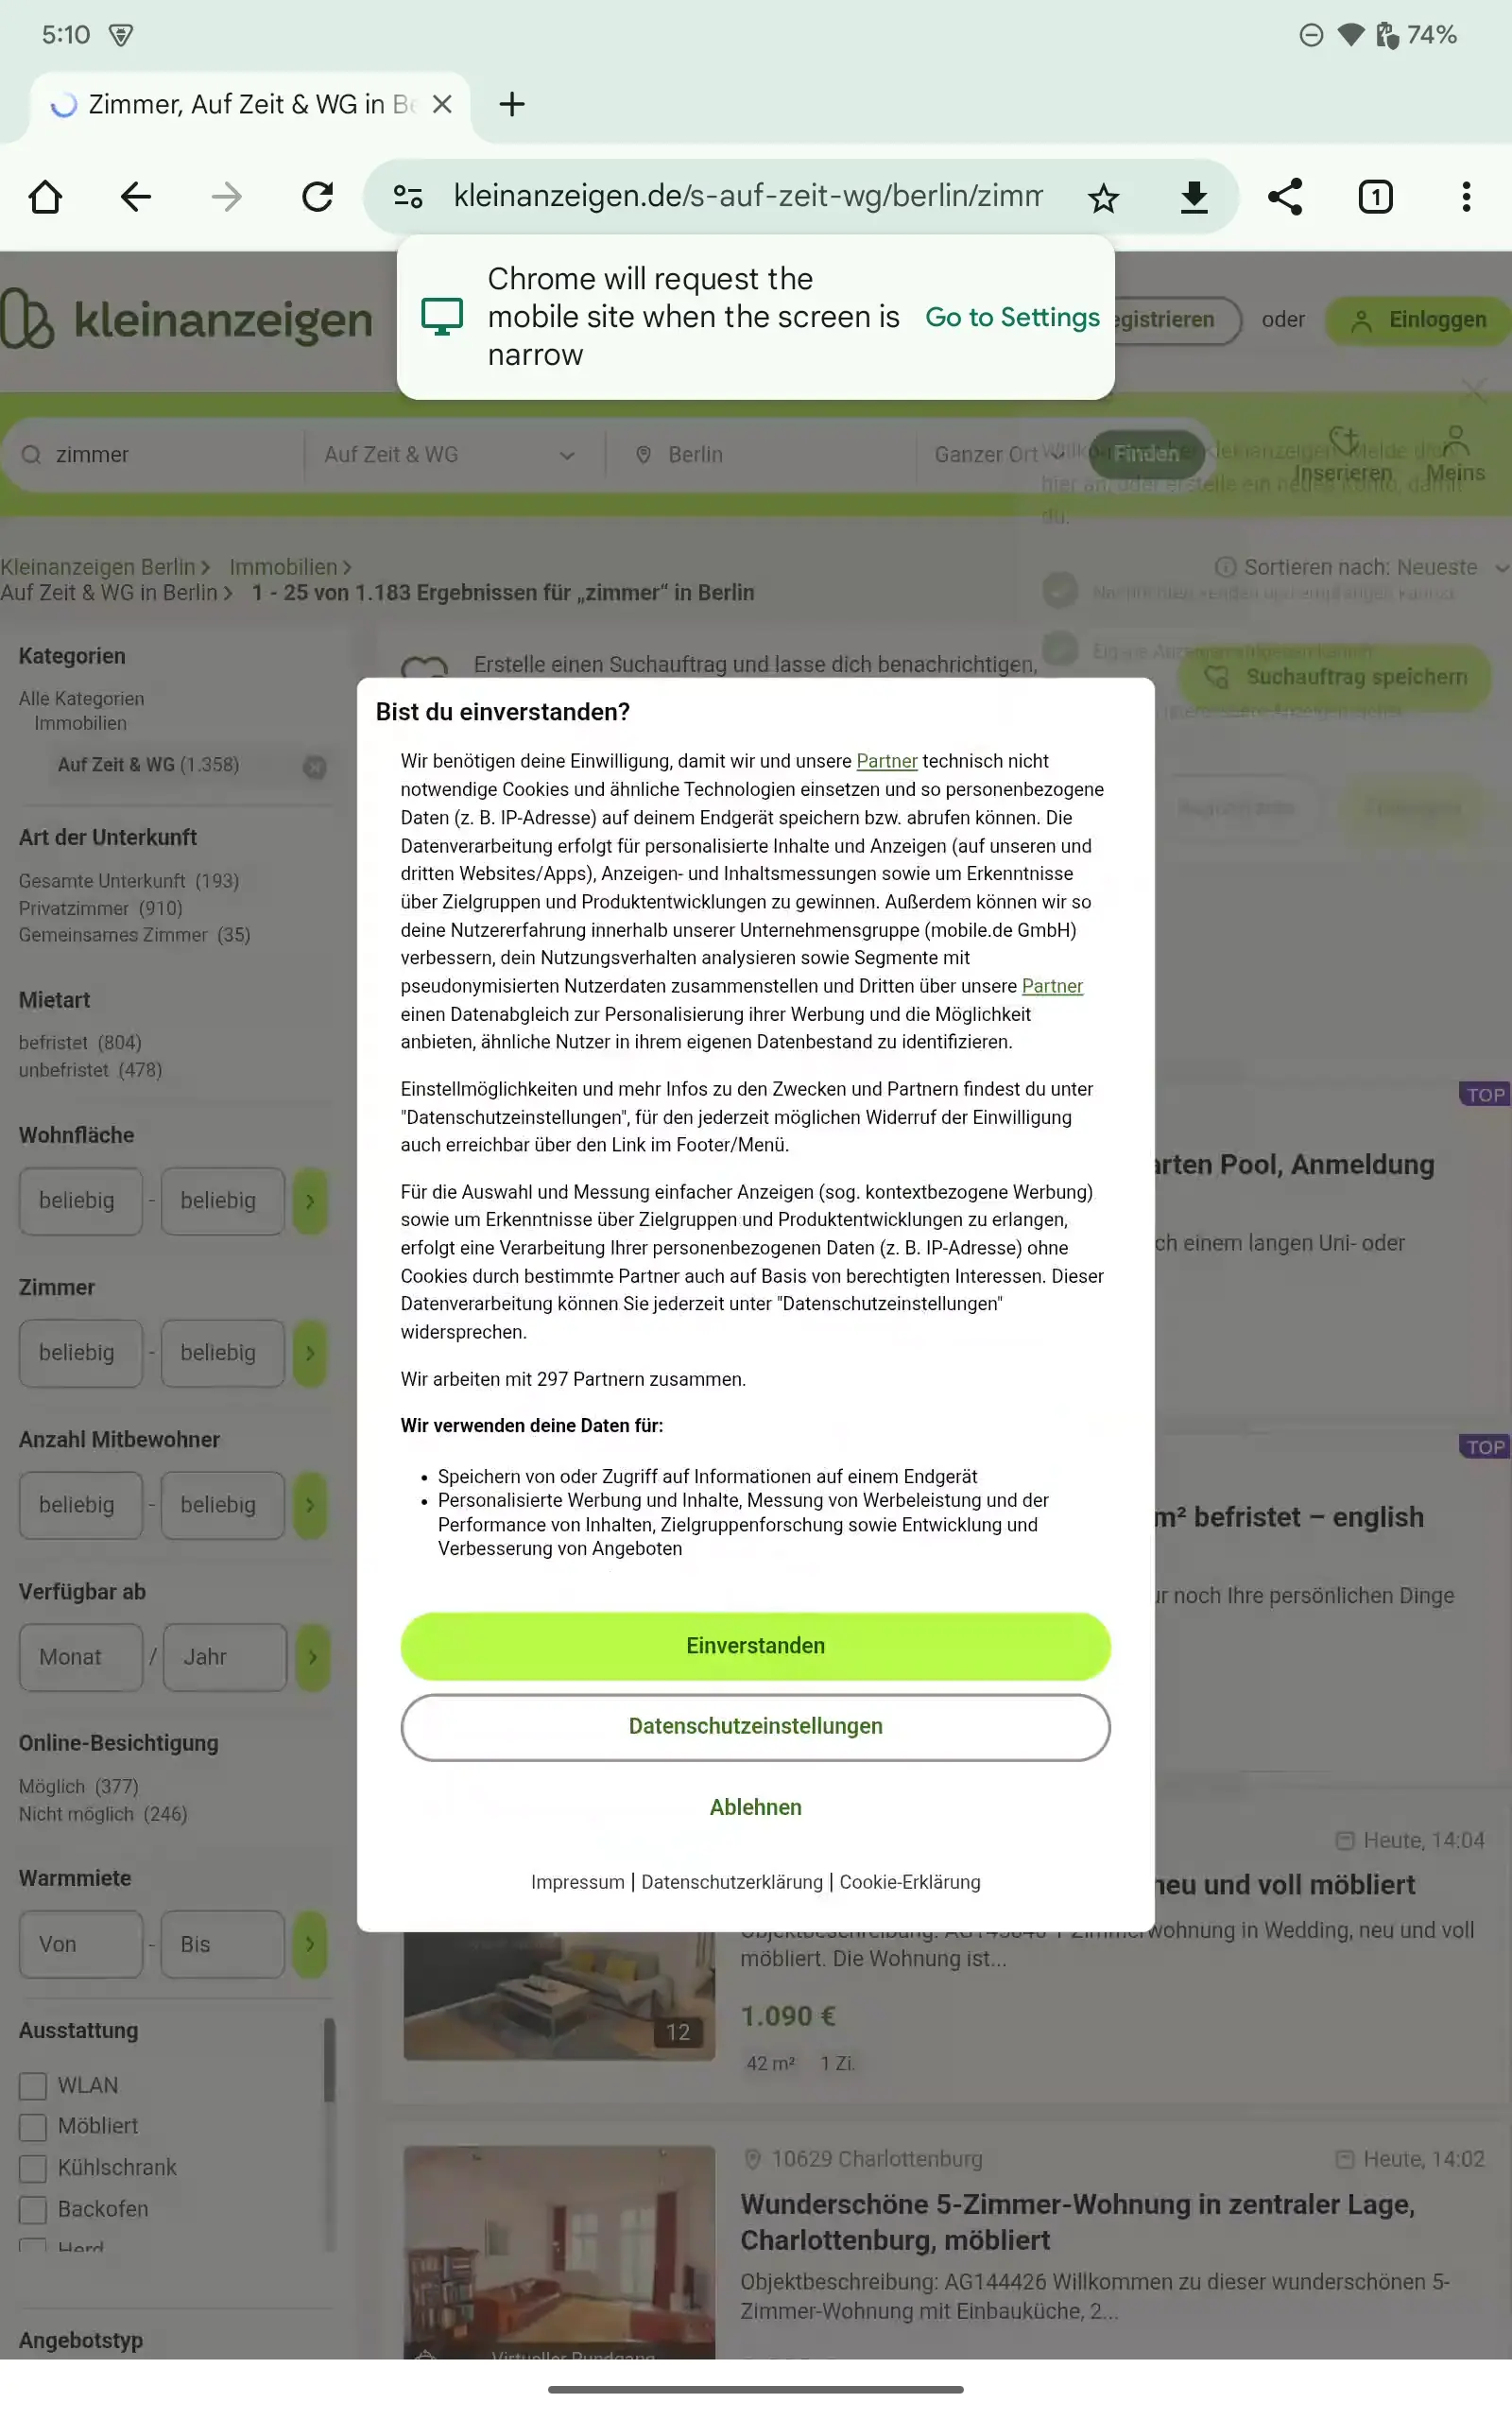 5:10
74%
Zimmer, Auf Zeit & WG in Be
kleinanzeigen.de/s-auf-zeit-wg/berlin/zimm
1
Chrome will request the
mobile site when the screen is
narrow
Go to Settings
kleinanzeigen
egistrieren
oder
Einloggen
zimmer
Auf Zeit & WG
Berlin
Ganzer Ort
Finden
Inserieren
Meins
hier an, oder erstelle ein neues Konto, damit
du:
Kleinanzeigen Berlin
Immobilien
Sortieren nach: Neueste
Auf Zeit & WG in Berlin
1 - 25 von 1.183 Ergebnissen für „zimmer“ in Berlin
Kategorien
Alle Kategorien
Immobilien
Auf Zeit & WG (1.358)
Art der Unterkunft
Gesamte Unterkunft (193)
Privatzimmer (910)
Gemeinsames Zimmer (35)
Mietart
befristet (804)
unbefristet (478)
Wohnfläche
beliebig - beliebig
Zimmer
beliebig - beliebig
Anzahl Mitbewohner
beliebig - beliebig
Verfügbar ab
Monat / Jahr
Online-Besichtigung
Möglich (377)
Nicht möglich (246)
Warmmiete
Von - Bis
Ausstattung
WLAN
Möbliert
Kühlschrank
Backofen
Herd
Angebotstyp
Erstelle einen Suchauftrag und lasse dich benachrichtigen,
Suchauftrag speichern
Bist du einverstanden?
Wir benötigen deine Einwilligung, damit wir und unsere Partner technisch nicht
notwendige Cookies und ähnliche Technologien einsetzen und so personenbezogene
Daten (z. B. IP-Adresse) auf deinem Endgerät speichern bzw. abrufen können. Die
Datenverarbeitung erfolgt für personalisierte Inhalte und Anzeigen (auf unseren und
dritten Websites/Apps), Anzeigen- und Inhaltsmessungen sowie um Erkenntnisse
über Zielgruppen und Produktentwicklungen zu gewinnen. Außerdem können wir so
deine Nutzererfahrung innerhalb unserer Unternehmensgruppe (mobile.de GmbH)
verbessern, dein Nutzungsverhalten analysieren sowie Segmente mit
pseudonymisierten Nutzerdaten zusammenstellen und Dritten über unsere Partner
einen Datenabgleich zur Personalisierung ihrer Werbung und die Möglichkeit
anbieten, ähnliche Nutzer in ihrem eigenen Datenbestand zu identifizieren.
Einstellmöglichkeiten und mehr Infos zu den Zwecken und Partnern findest du unter
"Datenschutzeinstellungen", für den jederzeit möglichen Widerruf der Einwilligung
auch erreichbar über den Link im Footer/Menü.
Für die Auswahl und Messung einfacher Anzeigen (sog. kontextbezogene Werbung)
sowie um Erkenntnisse über Zielgruppen und Produktentwicklungen zu erlangen,
erfolgt eine Verarbeitung Ihrer personenbezogenen Daten (z. B. IP-Adresse) ohne
Cookies durch bestimmte Partner auch auf Basis von berechtigten Interessen. Dieser
Datenverarbeitung können Sie jederzeit unter "Datenschutzeinstellungen"
widersprechen.
Wir arbeiten mit 297 Partnern zusammen.
Wir verwenden deine Daten für:
• Speichern von oder Zugriff auf Informationen auf einem Endgerät
• Personalisierte Werbung und Inhalte, Messung von Werbeleistung und der
Performance von Inhalten, Zielgruppenforschung sowie Entwicklung und
Verbesserung von Angeboten
Einverstanden
Datenschutzeinstellungen
Ablehnen
Impressum | Datenschutzerklärung | Cookie-Erklärung
TOP
arten Pool, Anmeldung
ch einem langen Uni- oder
TOP
m² befristet – english
ur noch Ihre persönlichen Dinge
Heute, 14:04
neu und voll möbliert
wohnung in Wedding, neu und voll
möbliert. Die Wohnung ist...
1.090 €
42 m² 1 Zi.
12
10629 Charlottenburg
Heute, 14:02
Wunderschöne 5-Zimmer-Wohnung in zentraler Lage,
Charlottenburg, möbliert
Objektbeschreibung: AG144426 Willkommen zu dieser wunderschönen 5-
Zimmer-Wohnung mit Einbauküche, 2...
Virtueller Rundgang